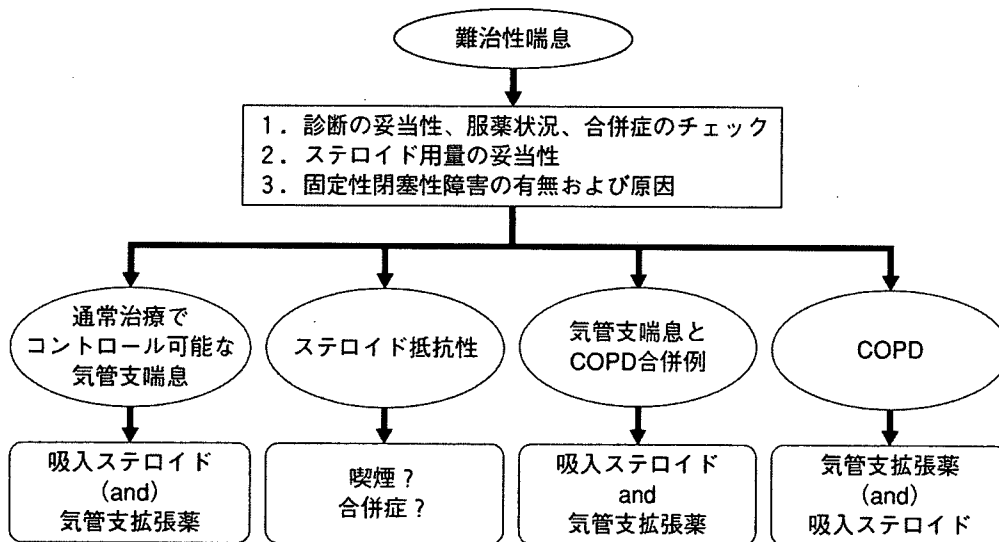 難治性喘息
1. 診断の妥当性、服薬状況、合併症のチェック
2. ステロイド用量の妥当性
3. 固定性閉塞性障害の有無および原因
通常治療で
コントロール可能な
気管支喘息
ステロイド抵抗性
気管支喘息と
COPD合併例
COPD
吸入ステロイド
(and)
気管支拡張薬
喫煙？
合併症？
吸入ステロイド
and
気管支拡張薬
気管支拡張薬
(and)
吸入ステロイド